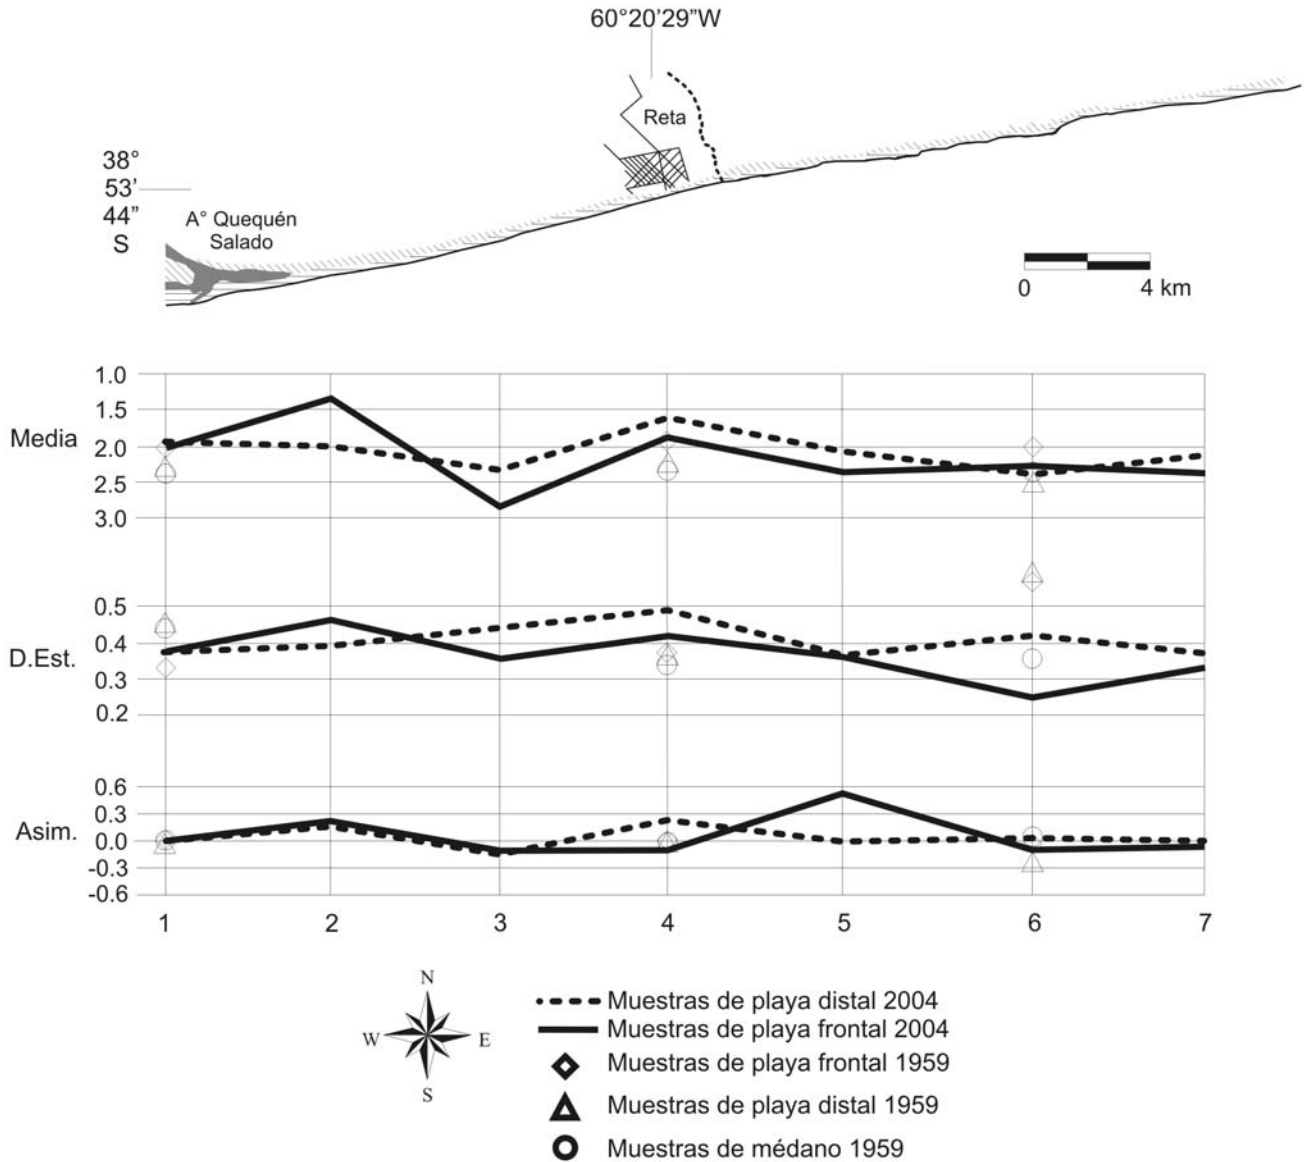 60°20'29”W
Reta
38°
53'
44”
S
A° Quequén
Salado
0 4 km
1.0
1.5
Media 2.0
2.5
3.0
0.5
0.4
D.Est. 0.3
0.2
0.6
0.3
Asim. 0.0
-0.3
-0.6
1 2 3 4 5 6 7
N
W E
S
Muestras de playa distal 2004
Muestras de playa frontal 2004
Muestras de playa frontal 1959
Muestras de playa distal 1959
Muestras de médano 1959